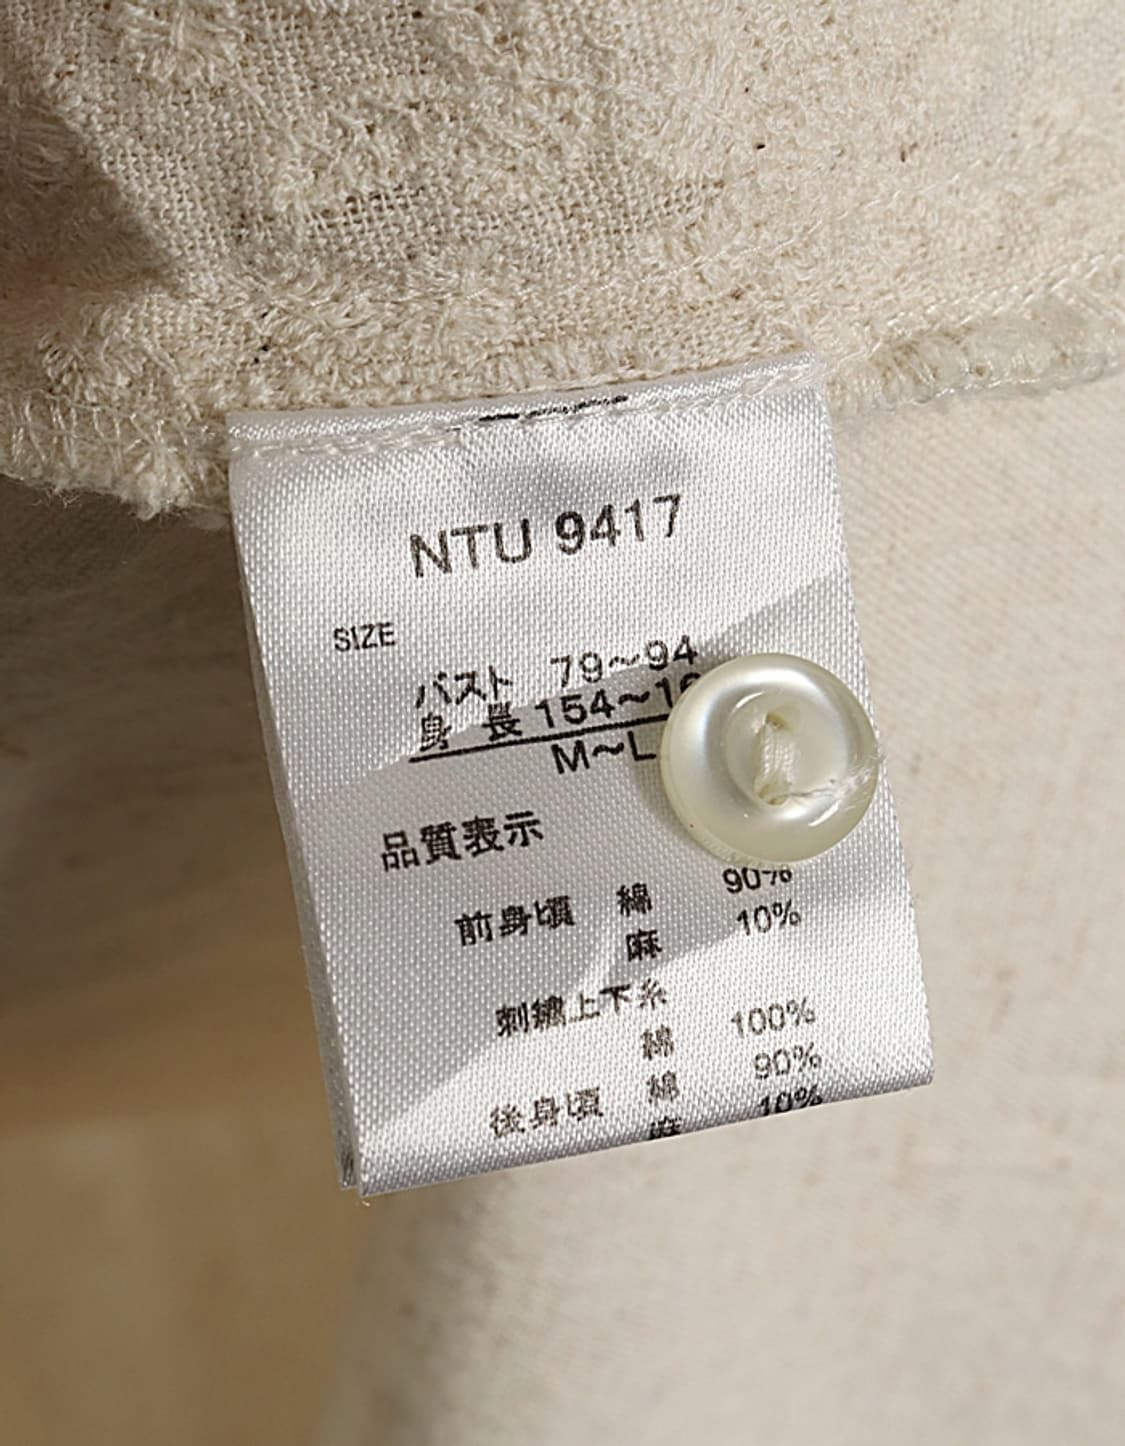 NTU 9417
SIZE
バスト 79~94
身 長 154~16
M~L
品質表示
前身頃 綿 90%
麻 10%
刺繍上下糸
綿 100%
後身頃 綿 90%
麻 10%